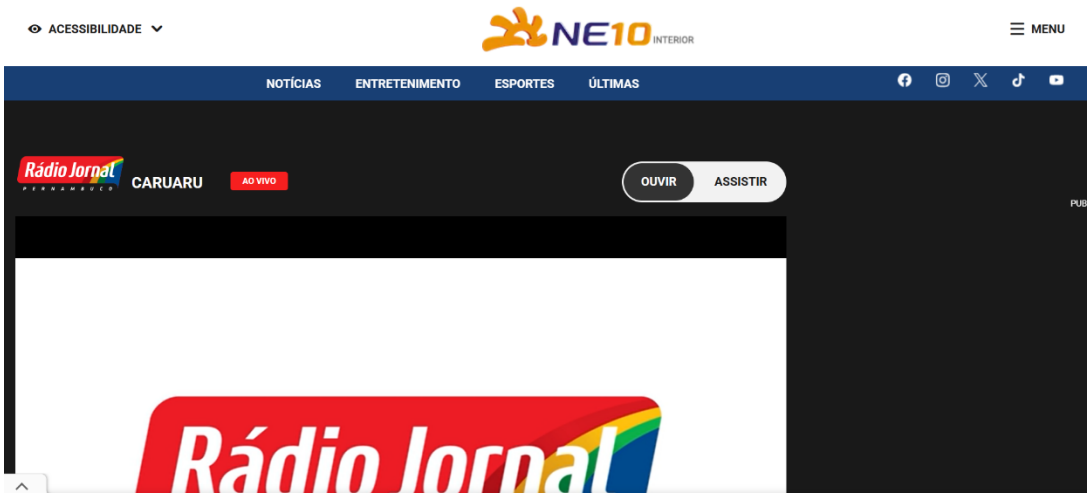 ACESSIBILIDADE
NE10 INTERIOR
MENU
NOTÍCIAS ENTRETENIMENTO ESPORTES ÚLTIMAS
Rádio Jornal
PERNAMBUCO
CARUARU
AO VIVO
OUVIR ASSISTIR
PUB
Rádio Jornal